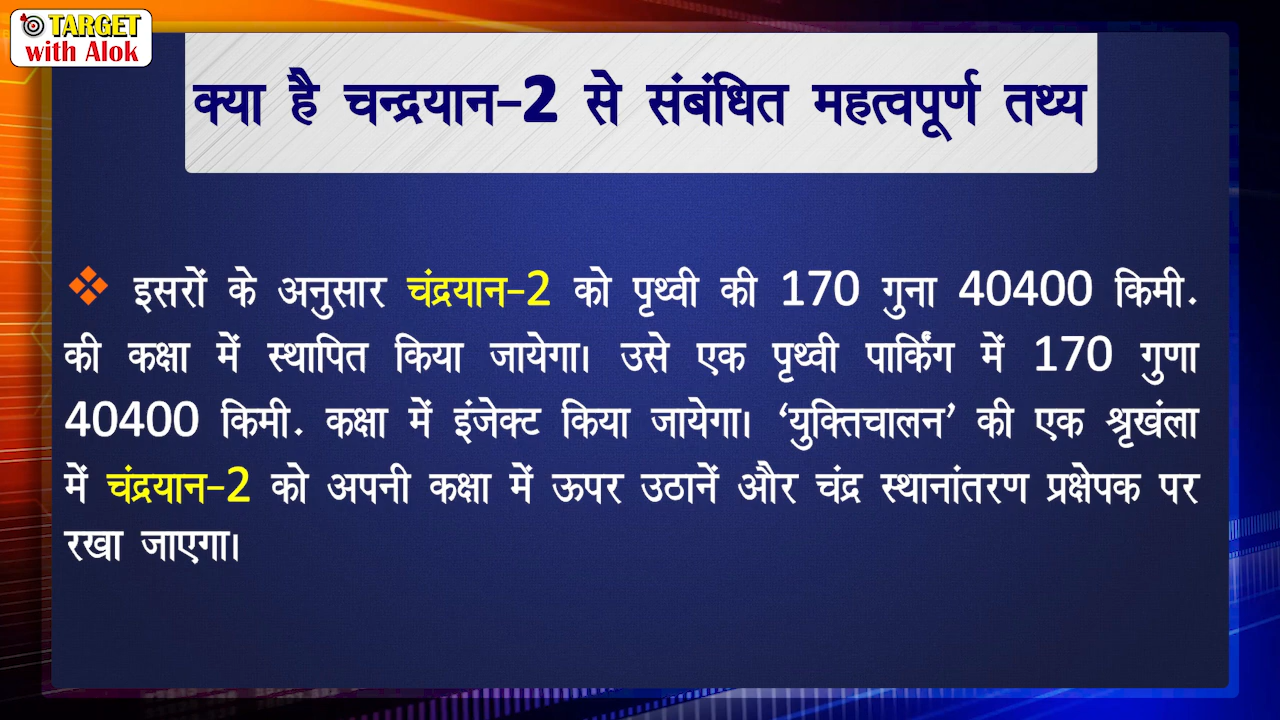 TARGET
with Alok
क्या है चन्द्रयान-2 से संबंधित महत्वपूर्ण तथ्य
❖ इसरों के अनुसार चंद्रयान-2 को पृथ्वी की 170 गुना 40400 किमी.
की कक्षा में स्थापित किया जायेगा। उसे एक पृथ्वी पार्किंग में 170 गुणा
40400 किमी. कक्षा में इंजेक्ट किया जायेगा। ‘युक्तिचालन’ की एक श्रृखंला
में चंद्रयान-2 को अपनी कक्षा में ऊपर उठानें और चंद्र स्थानांतरण प्रक्षेपक पर
रखा जाएगा।